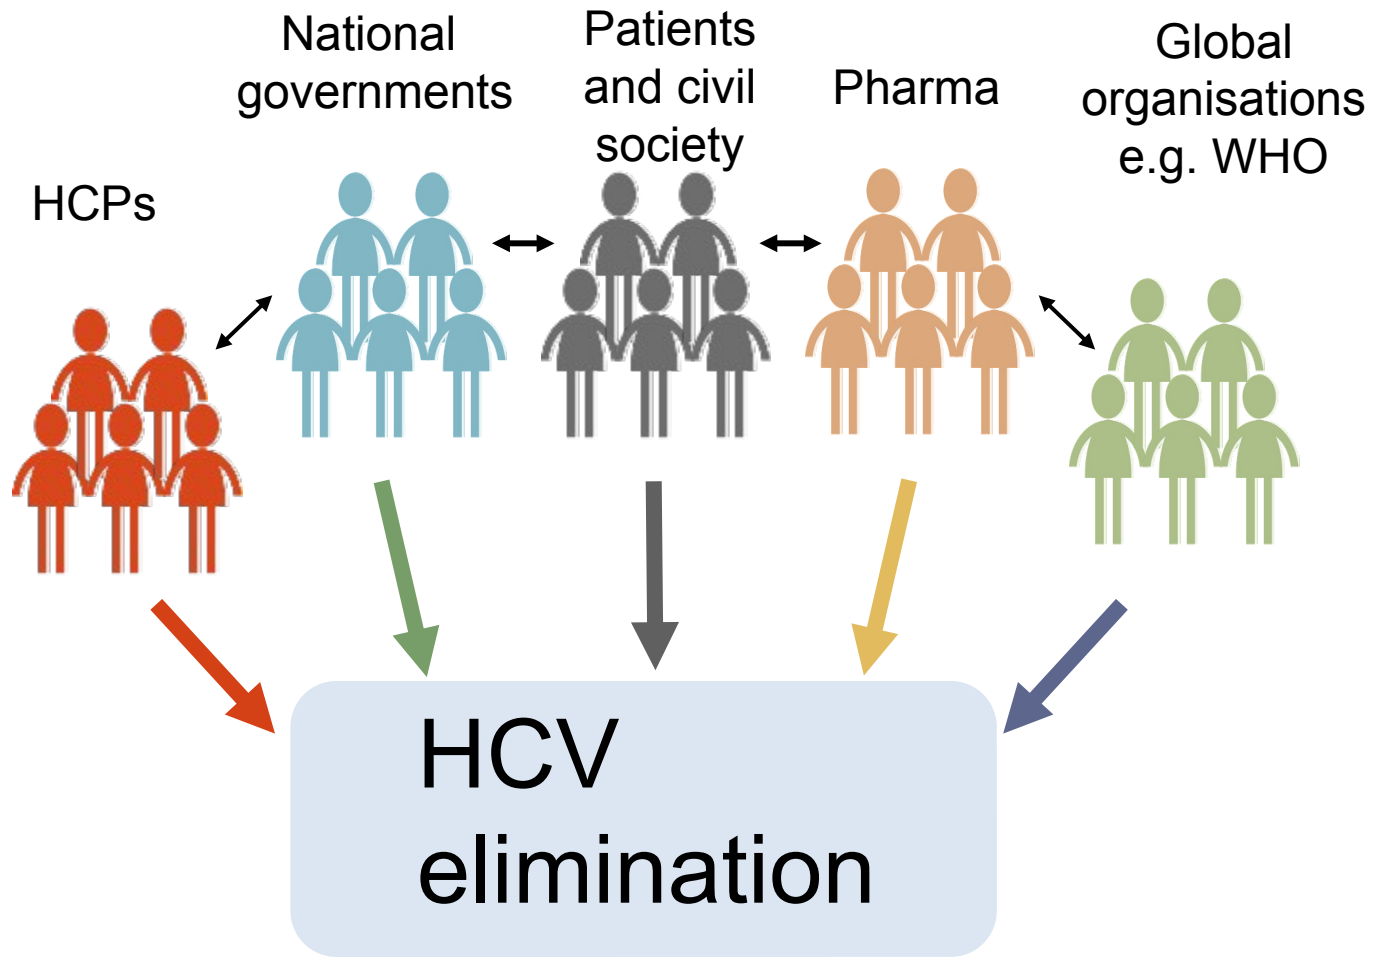 HCPs
National
governments
Patients
and civil
society
Pharma
Global
organisations
e.g. WHO
HCV
elimination